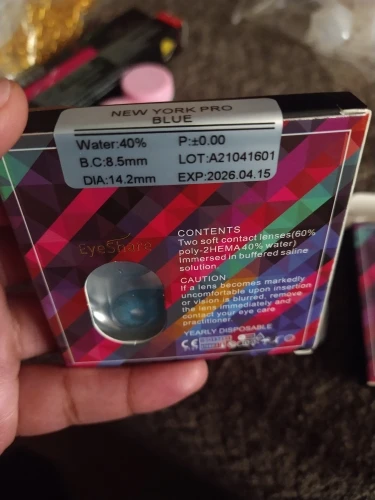 NEW YORK PRO
BLUE
Water:40% P:±0.00
B.C:8.5mm LOT:A21041601
DIA:14.2mm EXP:2026.04.15
EyeShare
CONTENTS
Two soft contact lenses(60%
poly-2HEMA40% water)
Immersed in buffered saline
solution.
CAUTION
If a lens becomes markedly
uncomfortable upon insertion
or vision is blurred, remove
the lens immediately and
contact your eye care
practitioner.
YEARLY DISPOSABLE
CE